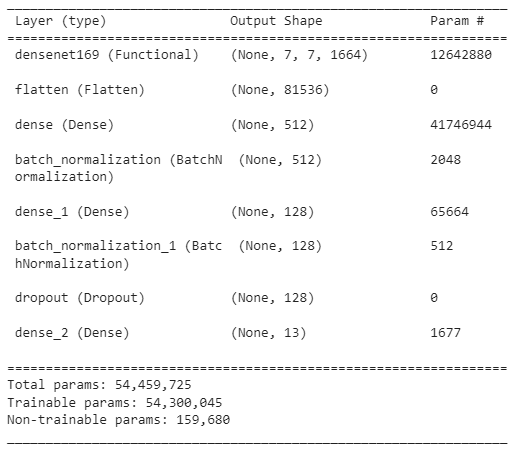 Layer (type) Output Shape Param #
densenet169 (Functional) (None, 7, 7, 1664) 12642880
flatten (Flatten) (None, 81536) 0
dense (Dense) (None, 512) 41746944
batch_normalization (BatchN (None, 512) 2048
ormalization)
dense_1 (Dense) (None, 128) 65664
batch_normalization_1 (Batc (None, 128) 512
hNormalization)
dropout (Dropout) (None, 128) 0
dense_2 (Dense) (None, 13) 1677
Total params: 54,459,725
Trainable params: 54,300,045
Non-trainable params: 159,680